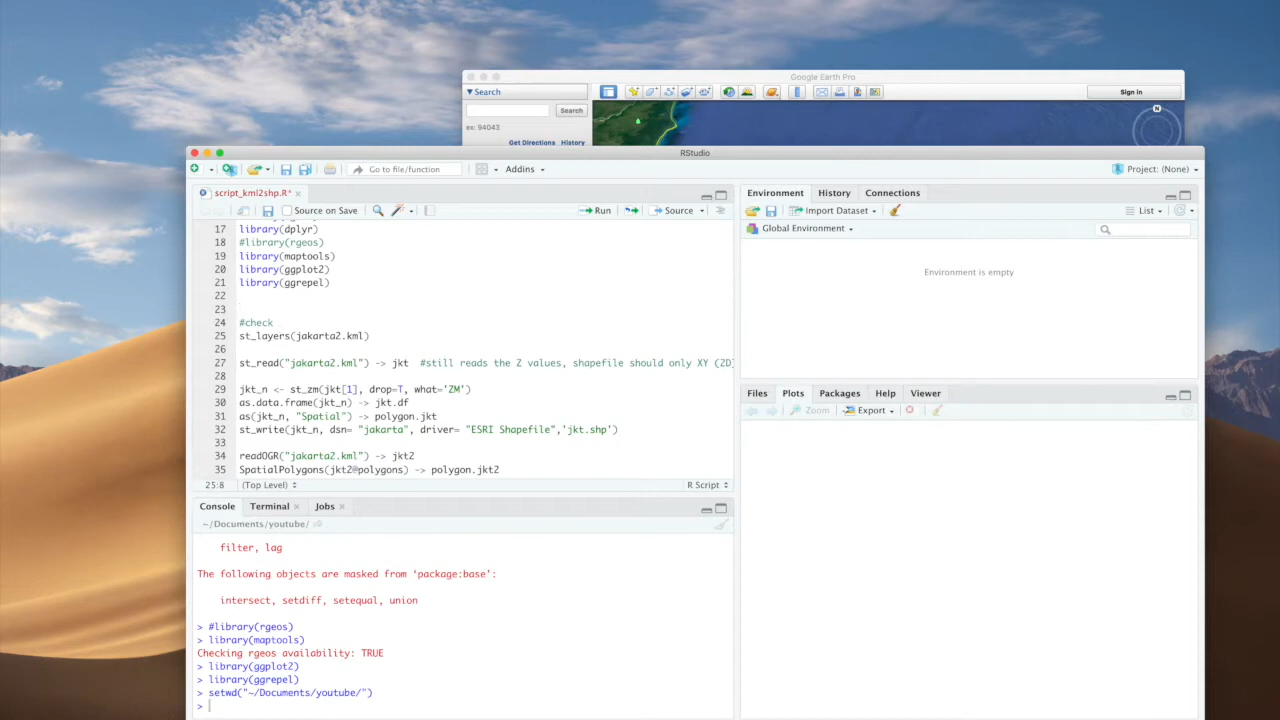 Google Earth Pro
Search
Sign in
Search
ex: 94043
Get Directions History
N
RStudio
Go to file/function
Addins
Project: (None)
script_kml2shp.R*
Source on Save
Run
Source
17 library(dplyr)
18 #library(rgeos)
19 library(maptools)
20 library(ggplot2)
21 library(ggrepel)
22
23
24 #check
25 st_layers(jakarta2.kml)
26
27 st_read("jakarta2.kml") -> jkt #still reads the Z values, shapefile should only XY (2D)
28
29 jkt_n <- st_zm(jkt[1], drop=T, what='ZM')
30 as.data.frame(jkt_n) -> jkt.df
31 as(jkt_n, "Spatial") -> polygon.jkt
32 st_write(jkt_n, dsn= "jakarta", driver= "ESRI Shapefile",'jkt.shp')
33
34 readOGR("jakarta2.kml") -> jkt2
35 SpatialPolygons(jkt2@polygons) -> polygon.jkt2
25:8 (Top Level) R Script
Console Terminal Jobs
~/Documents/youtube/
filter, lag
The following objects are masked from ‘package:base’:
intersect, setdiff, setequal, union
> #library(rgeos)
> library(maptools)
Checking rgeos availability: TRUE
> library(ggplot2)
> library(ggrepel)
> setwd("~/Documents/youtube/")
>
Environment History Connections
Import Dataset List
Global Environment
Environment is empty
Files Plots Packages Help Viewer
Zoom Export